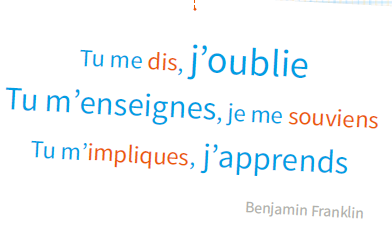 Tu me dis, j’oublie
Tu m’enseignes, je me souviens
Tu m’impliques, j’apprends
Benjamin Franklin